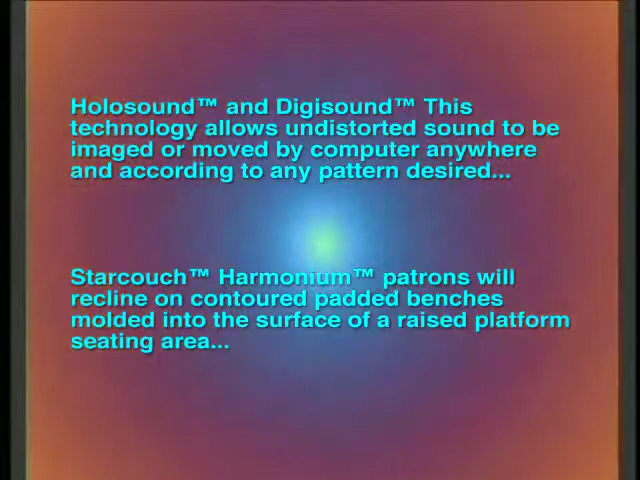 Holosound™ and Digisound™ This
technology allows undistorted sound to be
imaged or moved by computer anywhere
and according to any pattern desired...
Starcouch™ Harmonium™ patrons will
recline on contoured padded benches
molded into the surface of a raised platform
seating area...